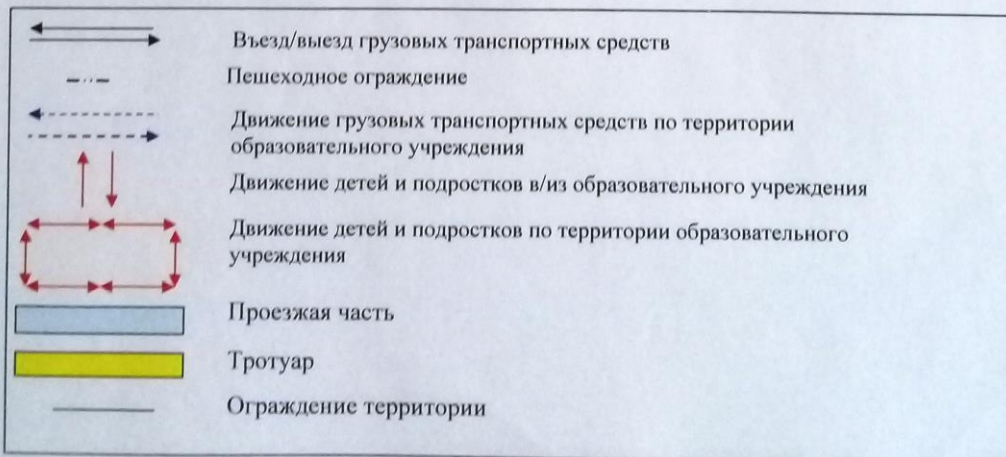 Въезд/выезд грузовых транспортных средств
Пешеходное ограждение
Движение грузовых транспортных средств по территории
образовательного учреждения
Движение детей и подростков в/из образовательного учреждения
Движение детей и подростков по территории образовательного
учреждения
Проезжая часть
Тротуар
Ограждение территории